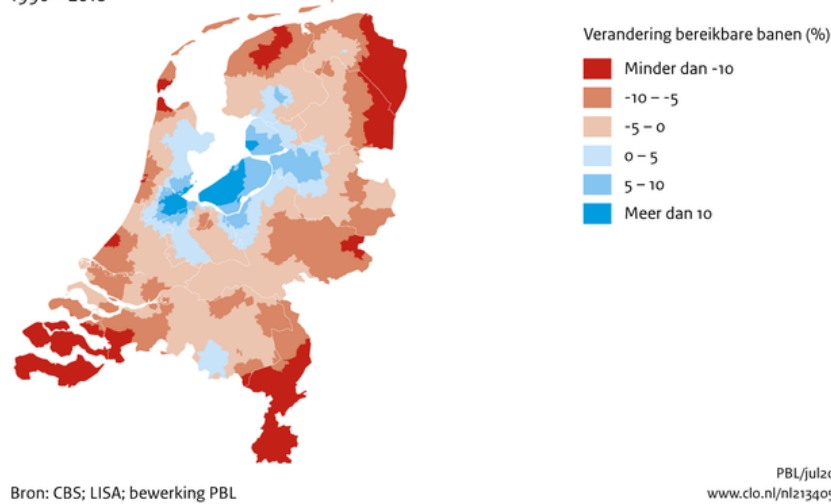 Verandering bereikbare banen (%)
Minder dan -10
-10 – -5
-5 – 0
0 – 5
5 – 10
Meer dan 10
Bron: CBS; LISA; bewerking PBL